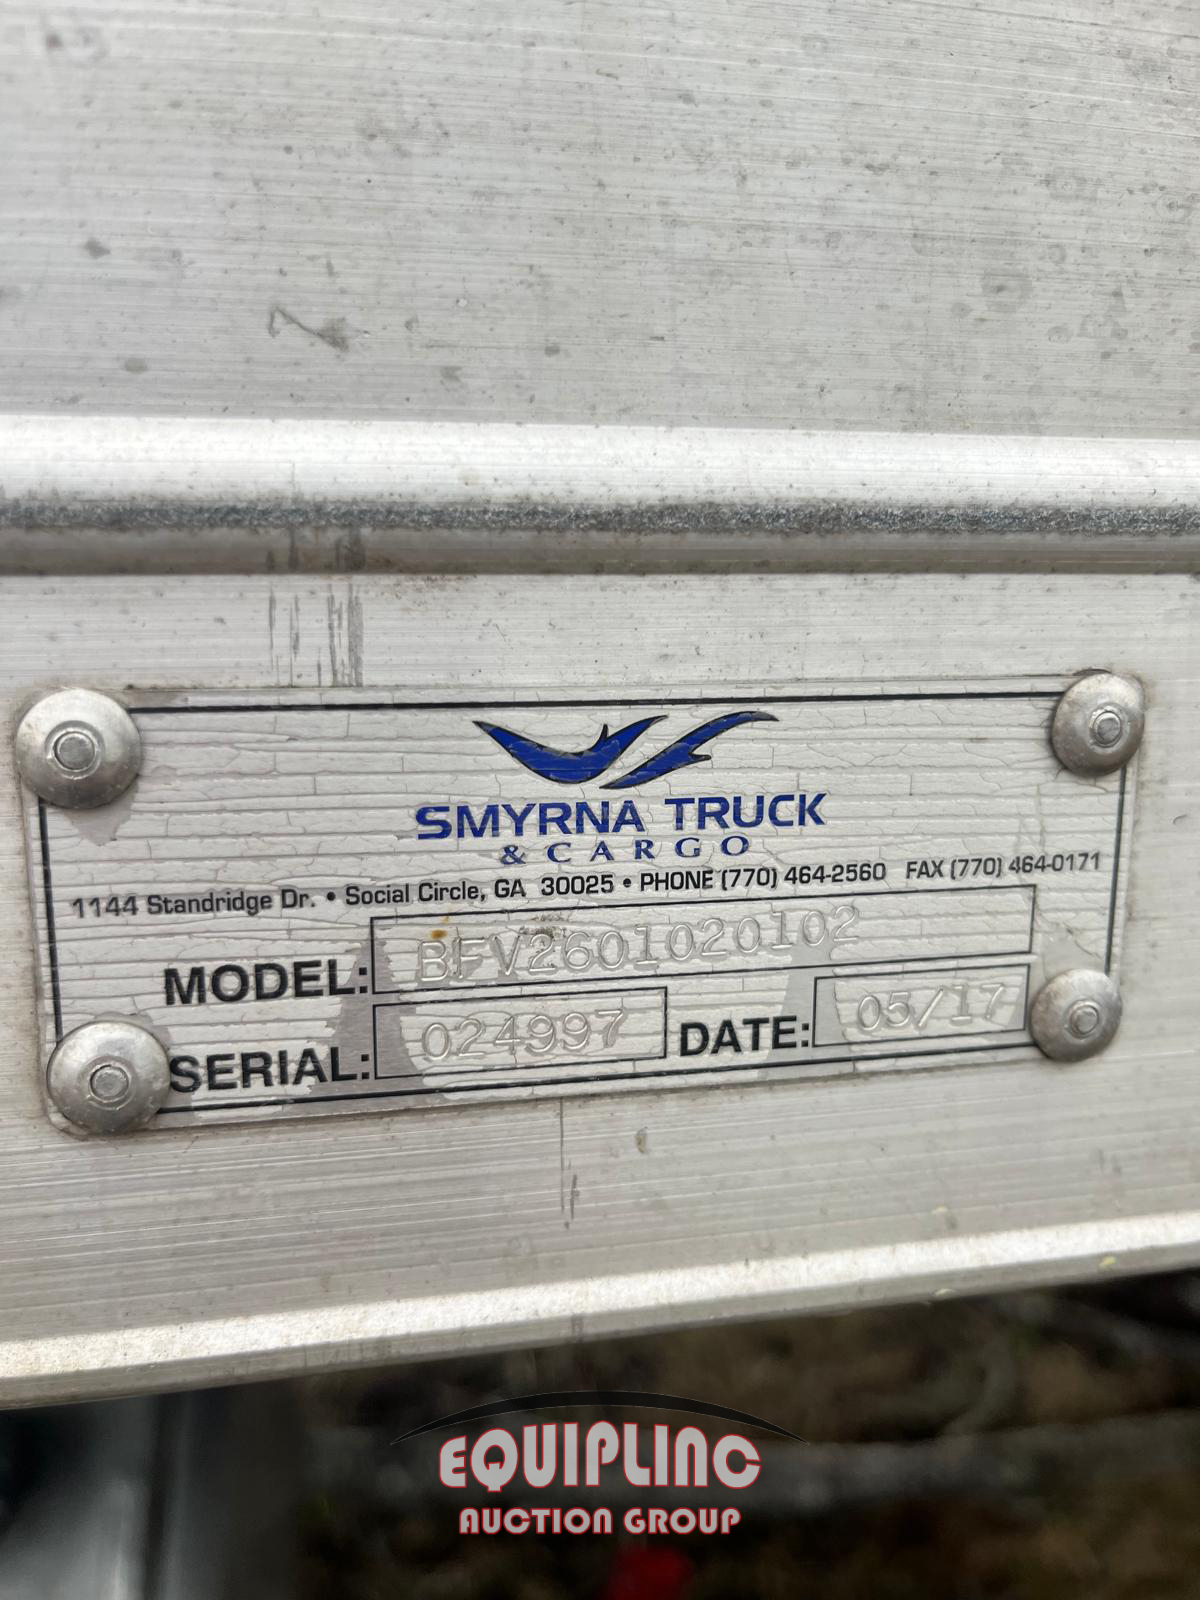 SMYRNA TRUCK
& CARGO
1144 Standridge Dr. • Social Circle, GA 30025 • PHONE (770) 464-2560 FAX (770) 464-0171
MODEL: BFV2601020102
SERIAL: 024997 DATE: 05/17
EQUIPLINC
AUCTION GROUP